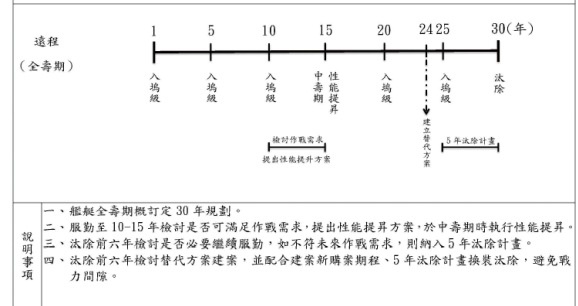 遠程
(全壽期)
1 5 10 15 20 24 25 30(年)
入塢級
入塢級
入塢級
中壽期
性能提昇
入塢級
建立替代方案
入塢級
汰除
檢討作戰需求
提出性能提升方案
5年汰除計畫
說明事項
一、艦艇全壽期概訂定30年規劃。
二、服勤至10-15年檢討是否可滿足作戰需求,提出性能提昇方案,於中壽期時執行性能提昇。
三、汰除前六年檢討是否必要繼續服勤,如不符未來作戰需求,則納入5年汰除計畫。
四、汰除前六年檢討替代方案建案,並配合建案新購案期程、5年汰除計畫換裝汰除,避免戰
力間隙。